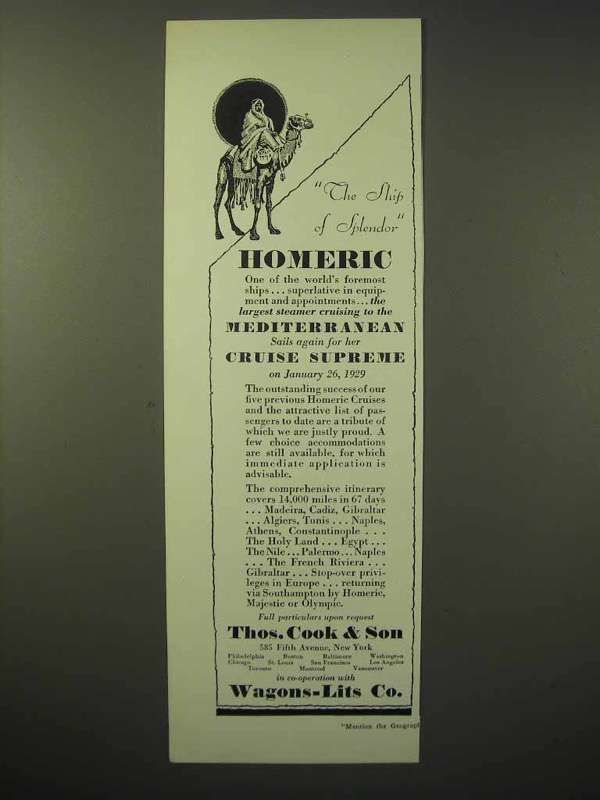 "The Ship
of Splendor"
HOMERIC
One of the world's foremost
ships . . . superlative in equip-
ment and appointments . . . the
largest steamer cruising to the
MEDITERRANEAN
Sails again for her
CRUISE SUPREME
on January 26, 1929
The outstanding success of our
five previous Homeric Cruises
and the attractive list of pas-
sengers to date are a tribute of
which we are justly proud. A
few choice accommodations
are still available, for which
immediate application is
advisable.
The comprehensive itinerary
covers 14,000 miles in 67 days
. . . Madeira, Cadiz, Gibraltar
. . . Algiers, Tunis . . . Naples,
Athens, Constantinople . . .
The Holy Land . . . Egypt . . .
The Nile . . . Palermo . . . Naples
. . . The French Riviera . . .
Gibraltar . . . Stop-over privi-
leges in Europe . . . returning
via Southampton by Homeric,
Majestic or Olympic.
Full particulars upon request
Thos. Cook & Son
585 Fifth Avenue, New York
Philadelphia Boston Baltimore Washington
Chicago St. Louis San Francisco Los Angeles
Toronto Montreal Vancouver
in co-operation with
Wagons-Lits Co.
"Mention the Geograph